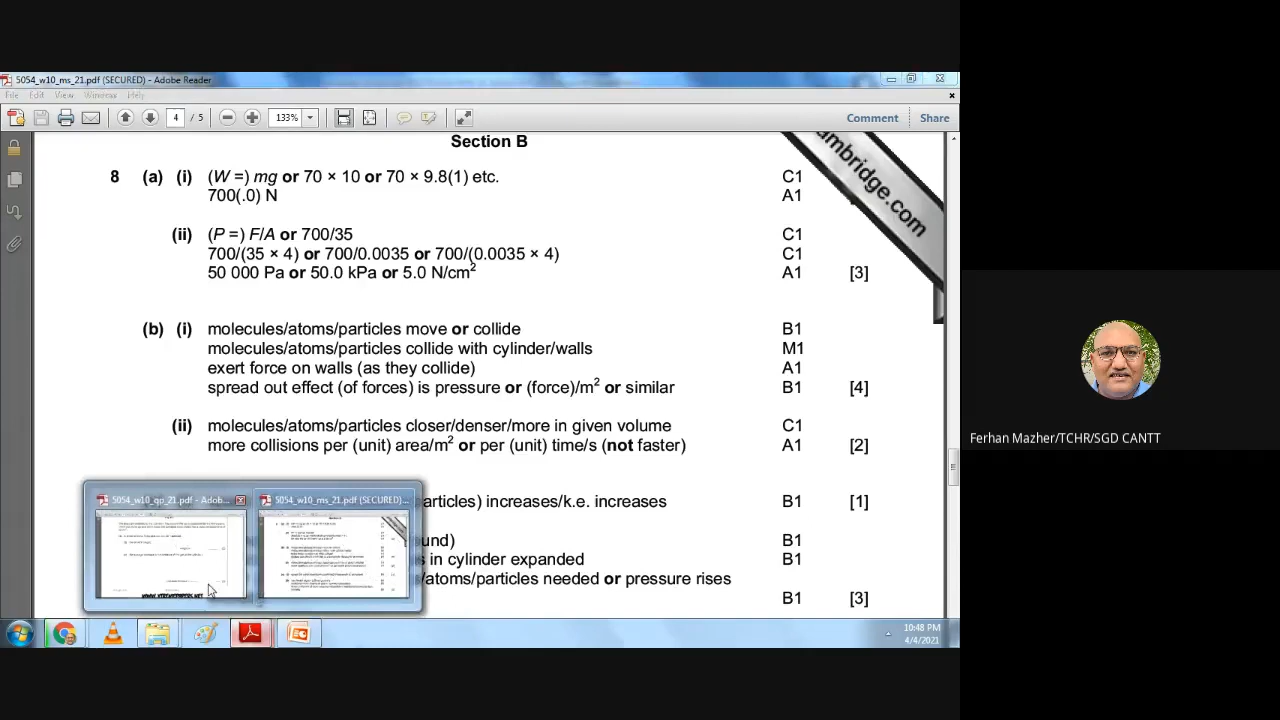 5054_w10_ms_21.pdf (SECURED) - Adobe Reader
File Edit View Window Help
4 / 5 133% Comment Share
Section B
ambridge.com
8 (a) (i) (W =) mg or 70 × 10 or 70 × 9.8(1) etc. C1
700(.0) N A1
(ii) (P =) F/A or 700/35 C1
700/(35 × 4) or 700/0.0035 or 700/(0.0035 × 4) C1
50 000 Pa or 50.0 kPa or 5.0 N/cm² A1 [3]
(b) (i) molecules/atoms/particles move or collide B1
molecules/atoms/particles collide with cylinder/walls M1
exert force on walls (as they collide) A1
spread out effect (of forces) is pressure or (force)/m² or similar B1 [4]
(ii) molecules/atoms/particles closer/denser/more in given volume C1
more collisions per (unit) area/m² or per (unit) time/s (not faster) A1 [2]
5054_w10_qp_21.pdf - Adob... 5054_w10_ms_21.pdf (SECURED)...
articles) increases/k.e. increases B1 [1]
und) B1
s in cylinder expanded B1
/atoms/particles needed or pressure rises
B1 [3]
10:48 PM
4/4/2021
Ferhan Mazher/TCHR/SGD CANTT